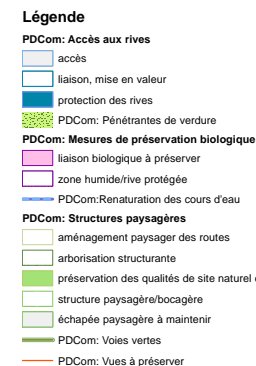 Légende
PDCom: Accès aux rives
accès
liaison, mise en valeur
protection des rives
PDCom: Pénétrantes de verdure
PDCom: Mesures de préservation biologique
liaison biologique à préserver
zone humide/rive protégée
PDCom:Renaturation des cours d'eau
PDCom: Structures paysagères
aménagement paysager des routes
arborisation structurante
préservation des qualités de site naturel
structure paysagère/bocagère
échapée paysagère à maintenir
PDCom: Voies vertes
PDCom: Vues à préserver